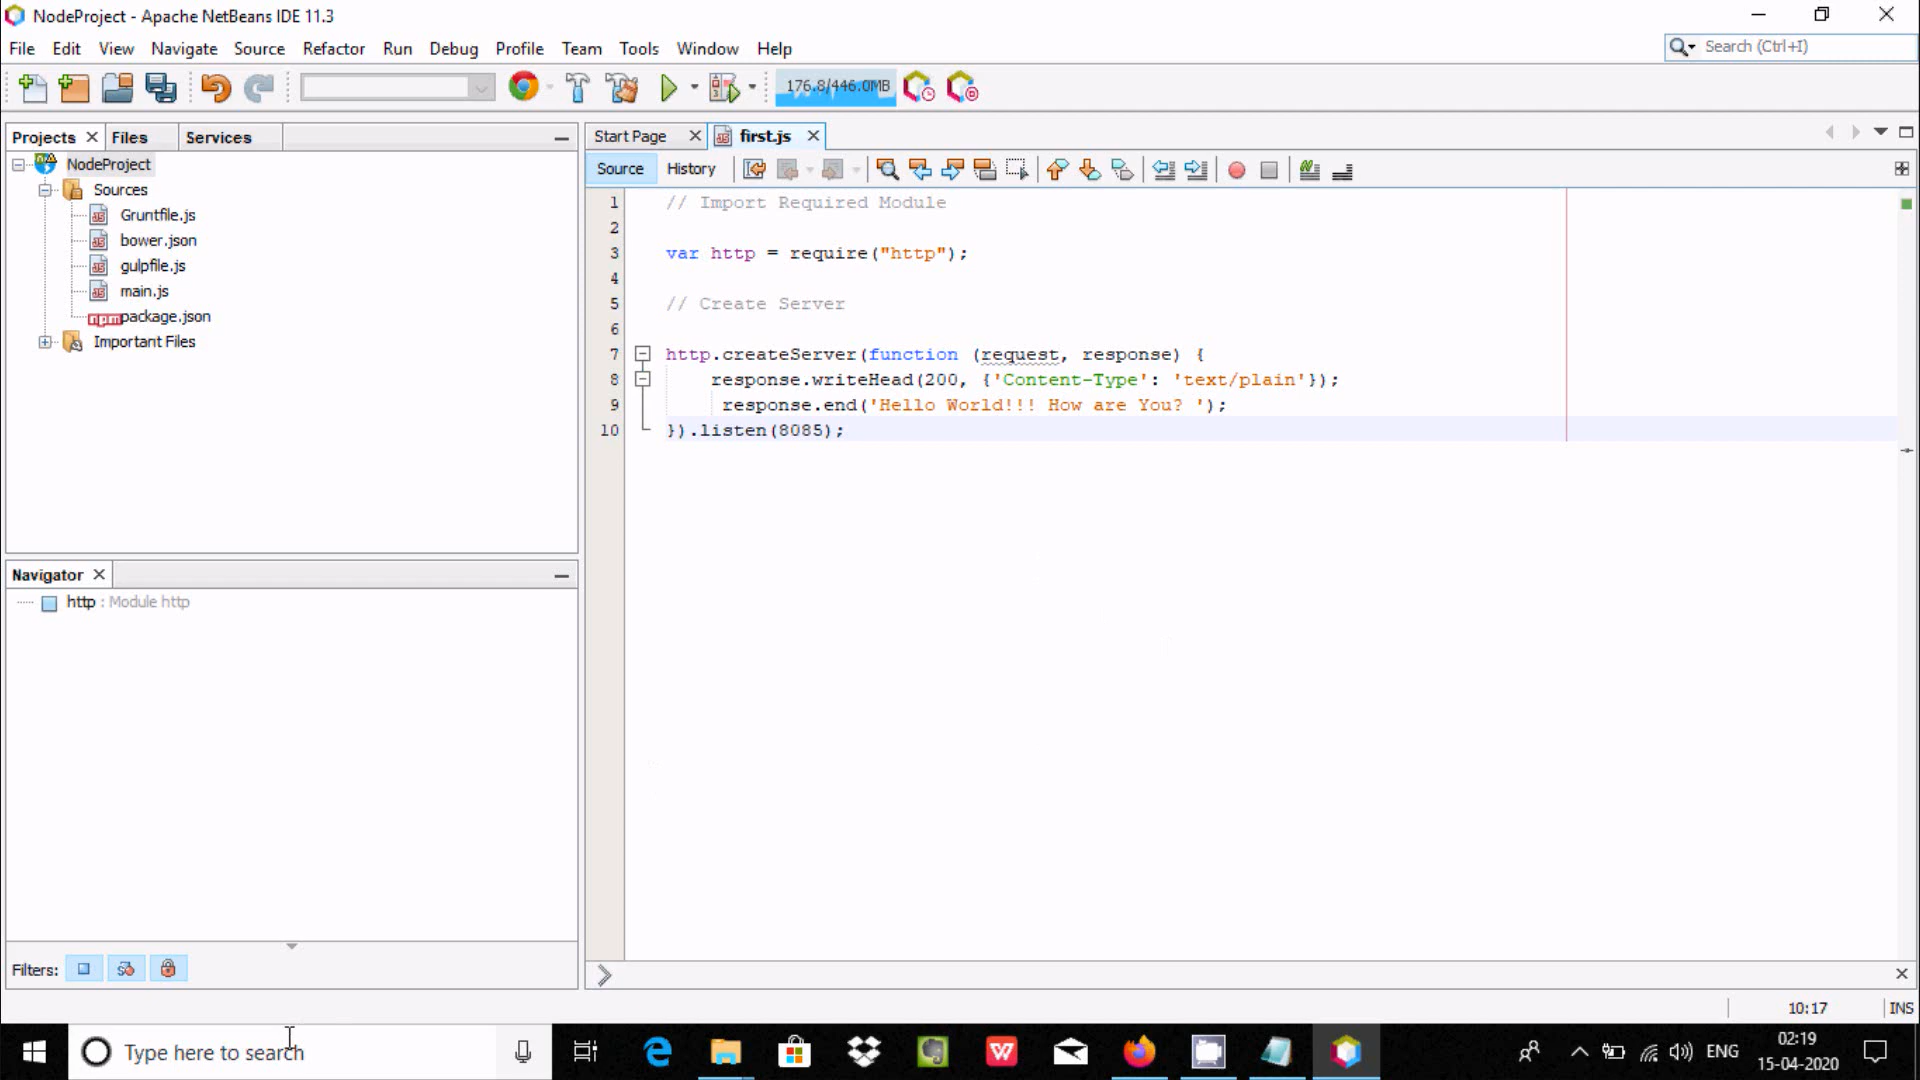 NodeProject - Apache NetBeans IDE 11.3
File Edit View Navigate Source Refactor Run Debug Profile Team Tools Window Help
Search (Ctrl+I)
176.8/446.0MB
Projects Files Services
NodeProject
Sources
Gruntfile.js
bower.json
gulpfile.js
main.js
npm package.json
Important Files
Navigator
http : Module http
Filters:
Start Page first.js
Source History
1 // Import Required Module
2
3 var http = require("http");
4
5 // Create Server
6
7 http.createServer(function (request, response) {
8 response.writeHead(200, {'Content-Type': 'text/plain'});
9 response.end('Hello World!!! How are You? ');
10 }).listen(8085);
10:17 INS
Type here to search
ENG
02:19
15-04-2020